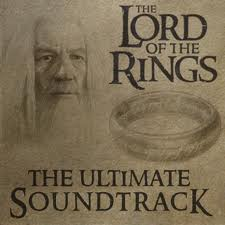 THE
LORD
OF THE
RINGS
THE ULTIMATE
SOUNDTRACK